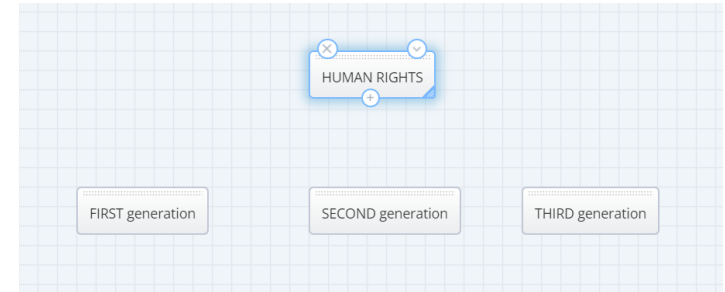 HUMAN RIGHTS
FIRST generation
SECOND generation
THIRD generation